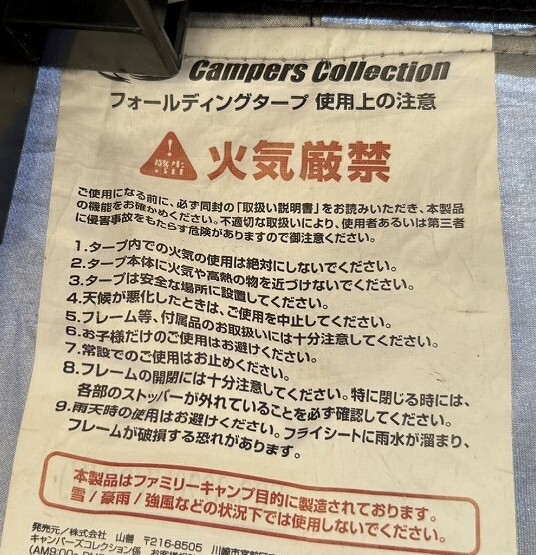 Campers Collection
フォールディングタープ 使用上の注意
警告
火気厳禁
ご使用になる前に、必ず同封の「取扱い説明書」をお読みいただき、本製品
の機能をお確かめください。不適切な取扱いにより、使用者あるいは第三者
に侵害事故をもたらす危険がありますので御注意ください。
1.タープ内での火気の使用は絶対にしないでください。
2.タープ本体に火気や高熱の物を近づけないでください。
3.タープは安全な場所に設置してください。
4.天候が悪化したときは、ご使用を中止してください。
5.フレーム等、付属品のお取扱いには十分注意してください。
6.お子様だけのご使用はお避けください。
7.常設でのご使用はお止めください。
8.フレームの開閉には十分注意してください。特に閉じる時には、
各部のストッパーが外れていることを必ず確認してください。
9.雨天時の使用はお避けください。フライシートに雨水が溜まり、
フレームが破損する恐れがあります。
本製品はファミリーキャンプ目的に製造されております。
雪/豪雨/強風などの状況下では使用しないでください。
発売元/株式会社 山善 〒216-8505 川崎市宮前区
キャンパーズコレクション係 お客様相談